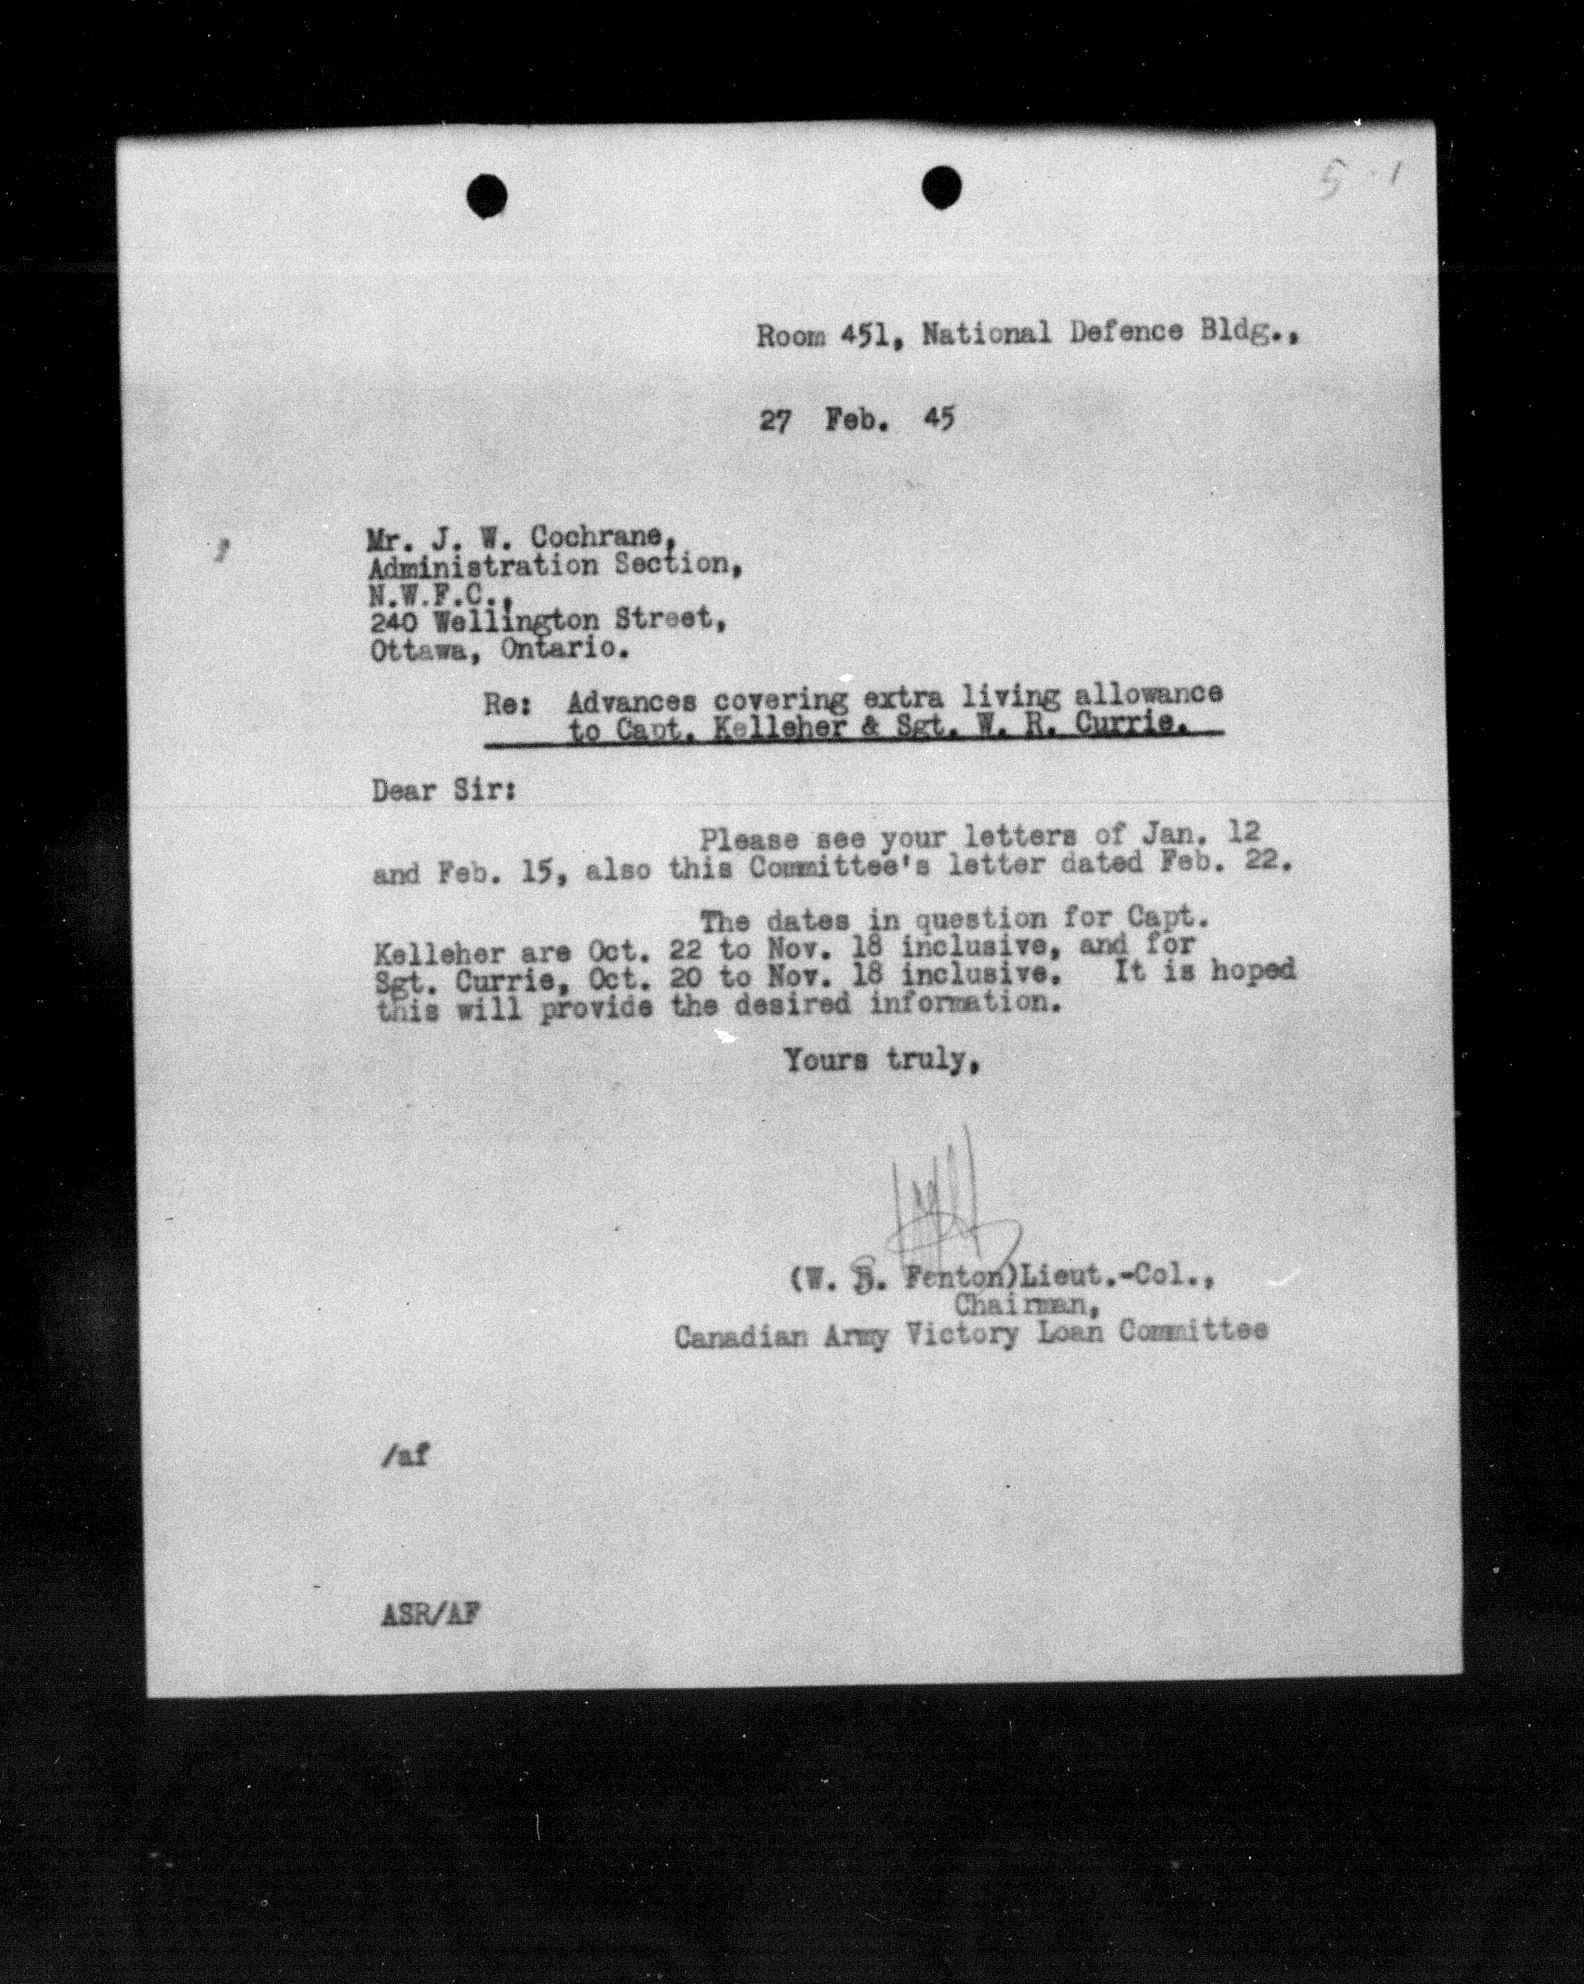 5-1
Room 451, National Defence Bldg.,
27 Feb. 45
Mr. J. W. Cochrane,
Administration Section,
N.W.F.C.,
240 Wellington Street,
Ottawa, Ontario.
Re: Advances covering extra living allowance
to Capt. Kelleher & Sgt. W. R. Currie.
Dear Sir:
Please see your letters of Jan. 12
and Feb. 15, also this Committee's letter dated Feb. 22.
The dates in question for Capt.
Kelleher are Oct. 22 to Nov. 18 inclusive, and for
Sgt. Currie, Oct. 20 to Nov. 18 inclusive. It is hoped
this will provide the desired information.
Yours truly,
(W. Fenton)Lieut.-Col.,
Chairman,
Canadian Army Victory Loan Committee
/af
ASR/AF